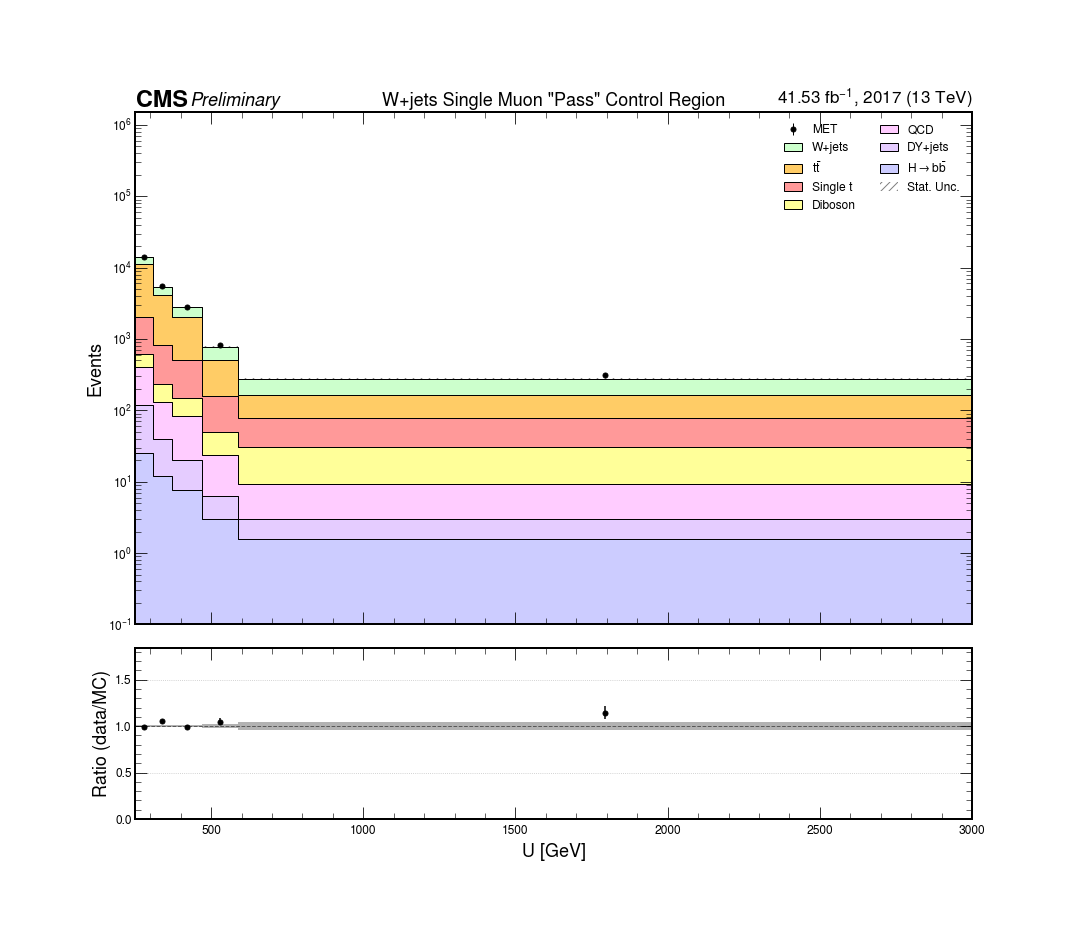 CMS Preliminary W+jets Single Muon "Pass" Control Region 41.53 fb⁻¹, 2017 (13 TeV)
MET QCD
W+jets DY+jets
tt̄ H→bb̄
Single t Stat. Unc.
Diboson
10⁶
10⁵
10⁴
10³
10²
10¹
10⁰
10⁻¹
Events
1.5
1.0
0.5
0.0
Ratio (data/MC)
500 1000 1500 2000 2500 3000
U [GeV]